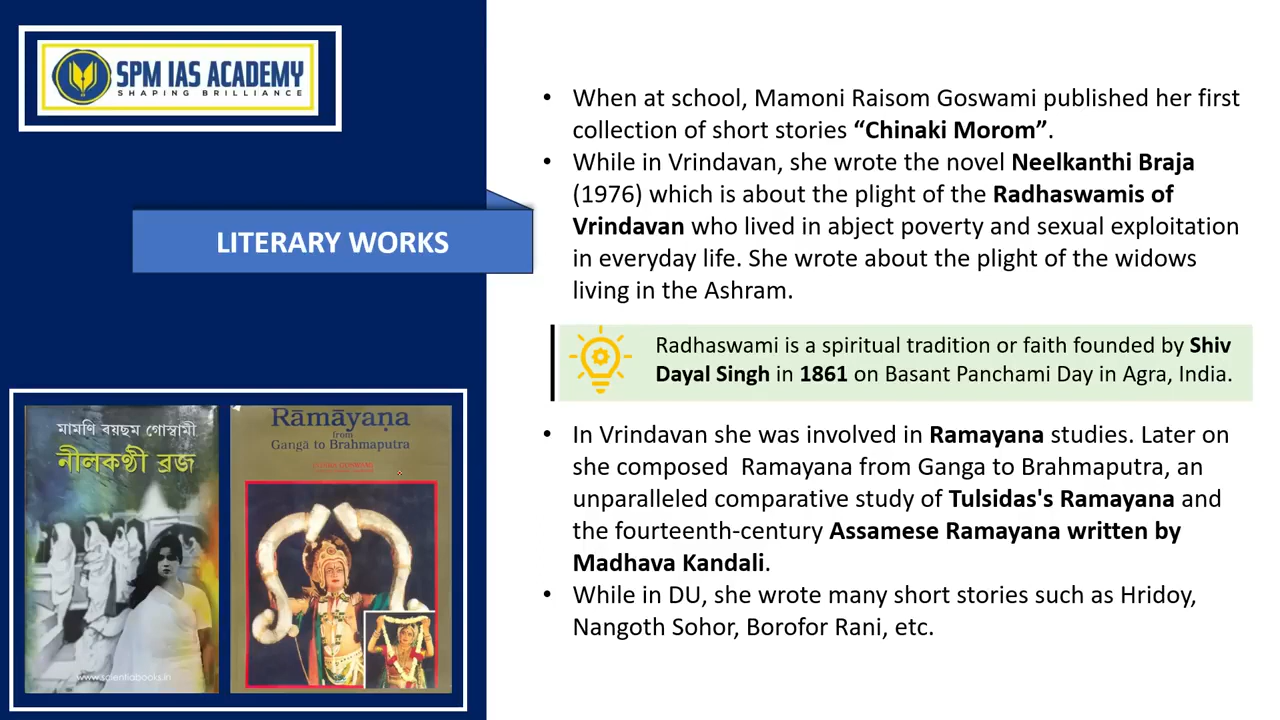 SPM IAS ACADEMY
SHAPING BRILLIANCE
LITERARY WORKS
মামণি ৰয়ছম গোস্বামী
নীলকণ্ঠী ব্ৰজ
www.salentiabooks.in
Rāmāyaṇa
from
Gangā to Brahmaputra
• When at school, Mamoni Raisom Goswami published her first
collection of short stories “Chinaki Morom”.
• While in Vrindavan, she wrote the novel Neelkanthi Braja
(1976) which is about the plight of the Radhaswamis of
Vrindavan who lived in abject poverty and sexual exploitation
in everyday life. She wrote about the plight of the widows
living in the Ashram.
Radhaswami is a spiritual tradition or faith founded by Shiv
Dayal Singh in 1861 on Basant Panchami Day in Agra, India.
• In Vrindavan she was involved in Ramayana studies. Later on
she composed Ramayana from Ganga to Brahmaputra, an
unparalleled comparative study of Tulsidas's Ramayana and
the fourteenth-century Assamese Ramayana written by
Madhava Kandali.
• While in DU, she wrote many short stories such as Hridoy,
Nangoth Sohor, Borofor Rani, etc.